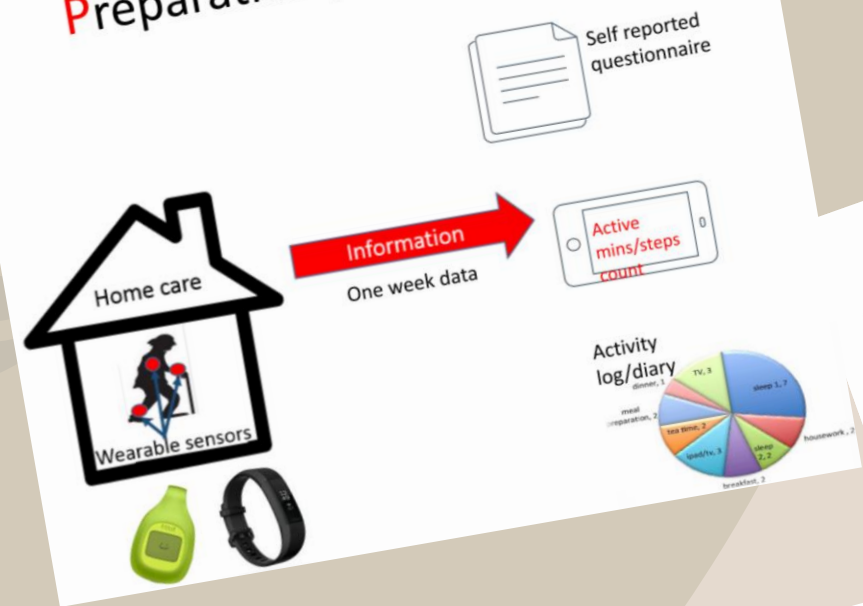 Self reported
questionnaire
Home care
Information
One week data
Active
mins/steps
count
Wearable sensors
Activity
log/diary
TV, 3
sleep 1, 7
dinner, 1
meal
preparation, 2
tea time, 2
ipad/tv, 3
breakfast, 2
sleep
2, 2
housework , 2